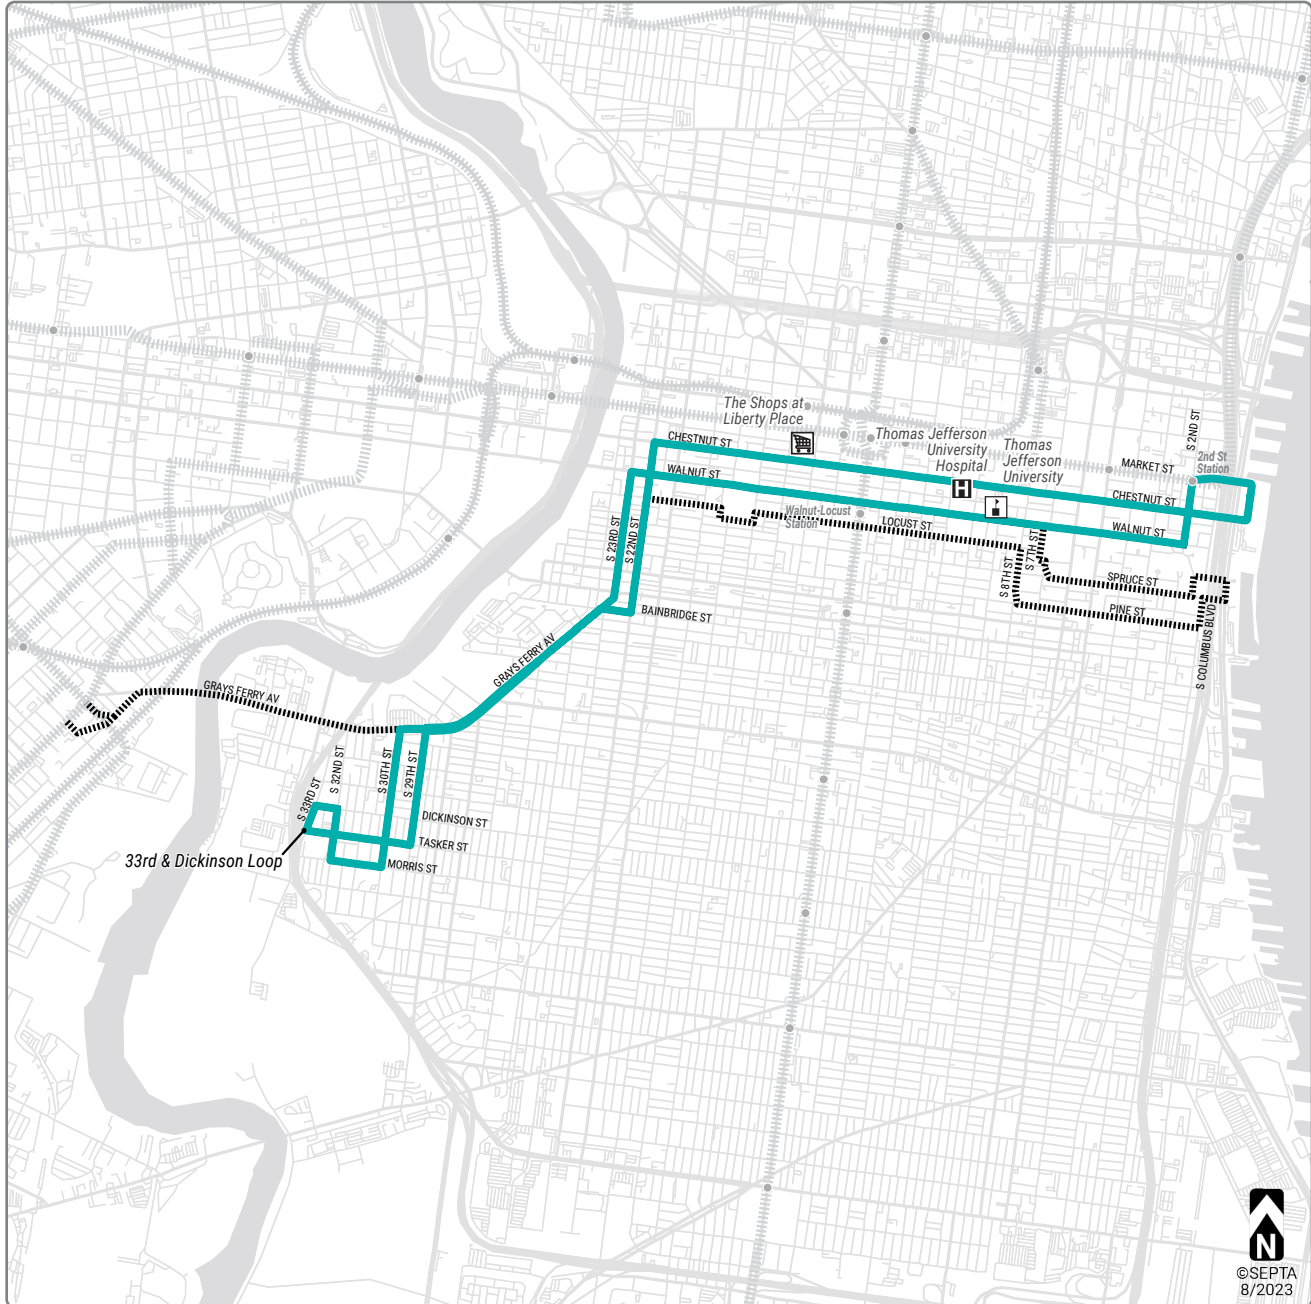 The Shops at
Liberty Place
S 2ND ST
Thomas Jefferson
University
Hospital
Thomas
Jefferson
University
CHESTNUT ST
MARKET ST
2nd St
Station
WALNUT ST
CHESTNUT ST
Walnut-Locust
Station
LOCUST ST
WALNUT ST
S 23RD ST
S 22ND ST
S 7TH ST
S 8TH ST
SPRUCE ST
PINE ST
BAINBRIDGE ST
S COLUMBUS BLVD
GRAYS FERRY AV
GRAYS FERRY AV
S 33RD ST
S 32ND ST
S 30TH ST
S 29TH ST
DICKINSON ST
TASKER ST
33rd & Dickinson Loop
MORRIS ST
H
N
©SEPTA
8/2023